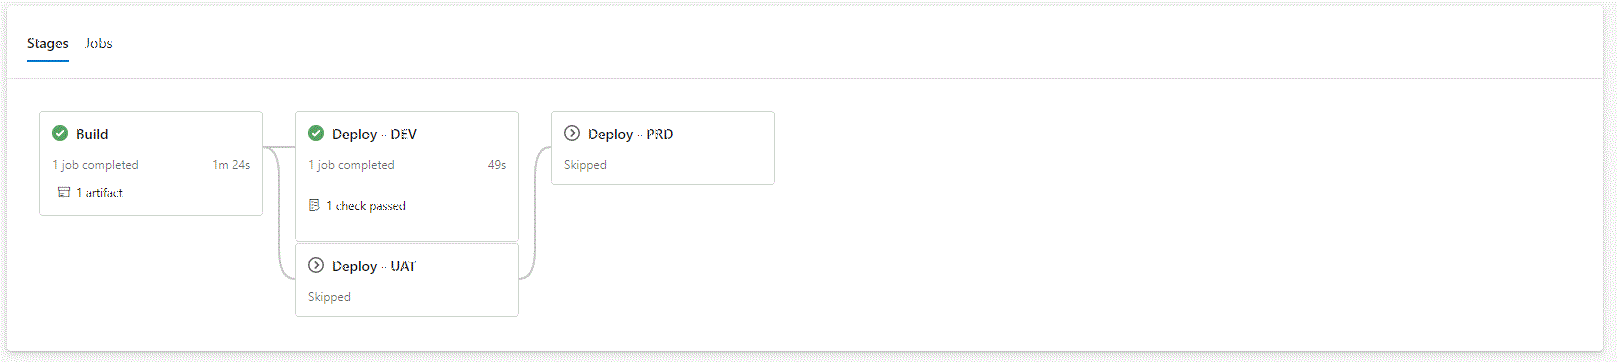 Stages Jobs
Build
1 job completed 1m 24s
1 artifact
Deploy - DEV
1 job completed 49s
1 check passed
Deploy - UAT
Skipped
Deploy - PRD
Skipped